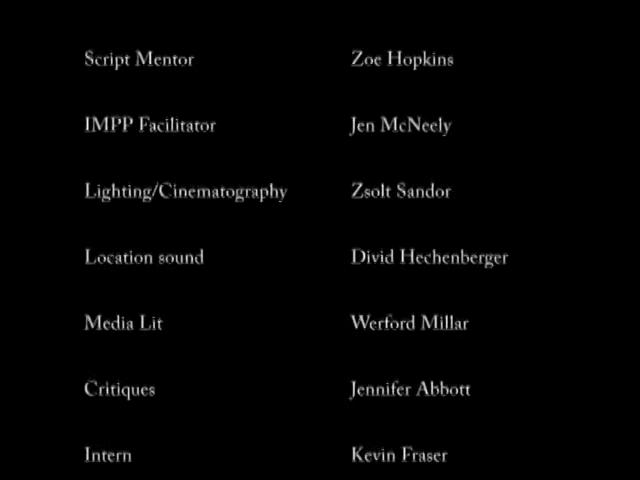 Script Mentor Zoe Hopkins
IMPP Facilitator Jen McNeely
Lighting/Cinematography Zsolt Sandor
Location sound Divid Hechenberger
Media Lit Werford Millar
Critiques Jennifer Abbott
Intern Kevin Fraser